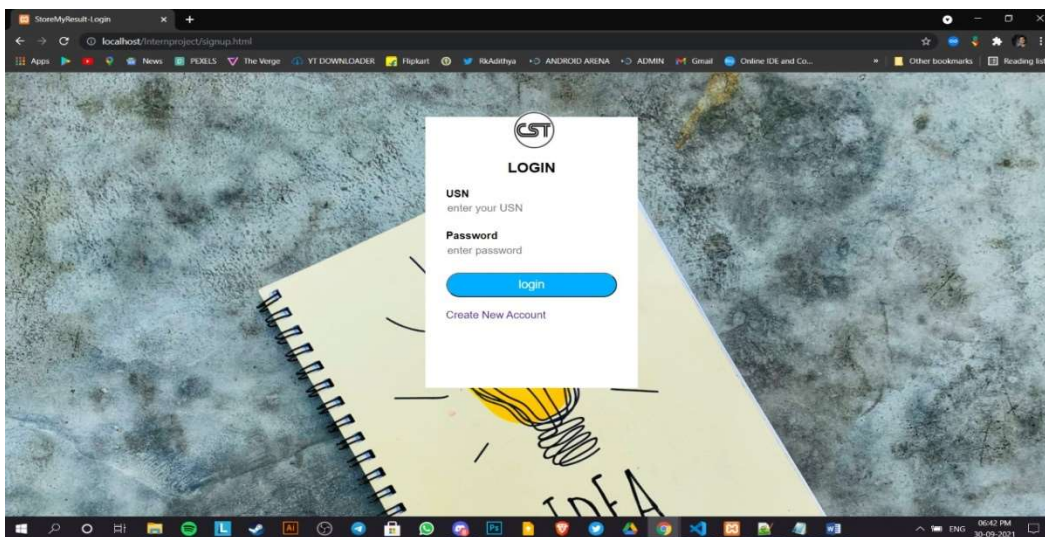 StoreMyResult-Login
localhost/Internproject/signup.html
Apps News PEXELS The Verge YT DOWNLOADER Flipkart RkAdithya ANDROID ARENA ADMIN Gmail Online IDE and Co... » Other bookmarks Reading list
CST
LOGIN
USN
enter your USN
Password
enter password
login
Create New Account
IDEA
L Ai Ps W
ENG 06:42 PM
30-09-2021